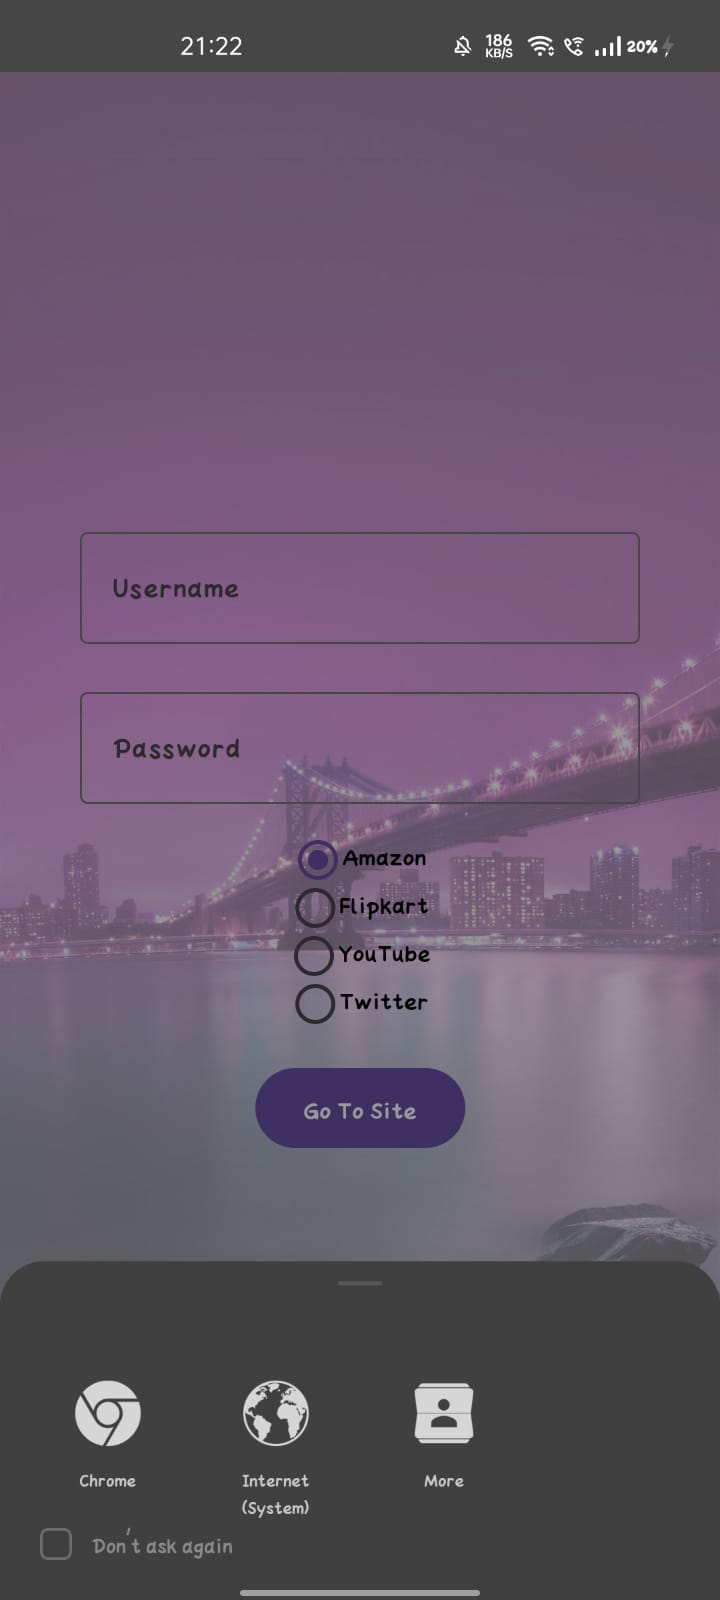 21:22
186
KB/S
20%
Username
Password
Amazon
Flipkart
YouTube
Twitter
Go To Site
Chrome
Internet
(System)
More
Don't ask again